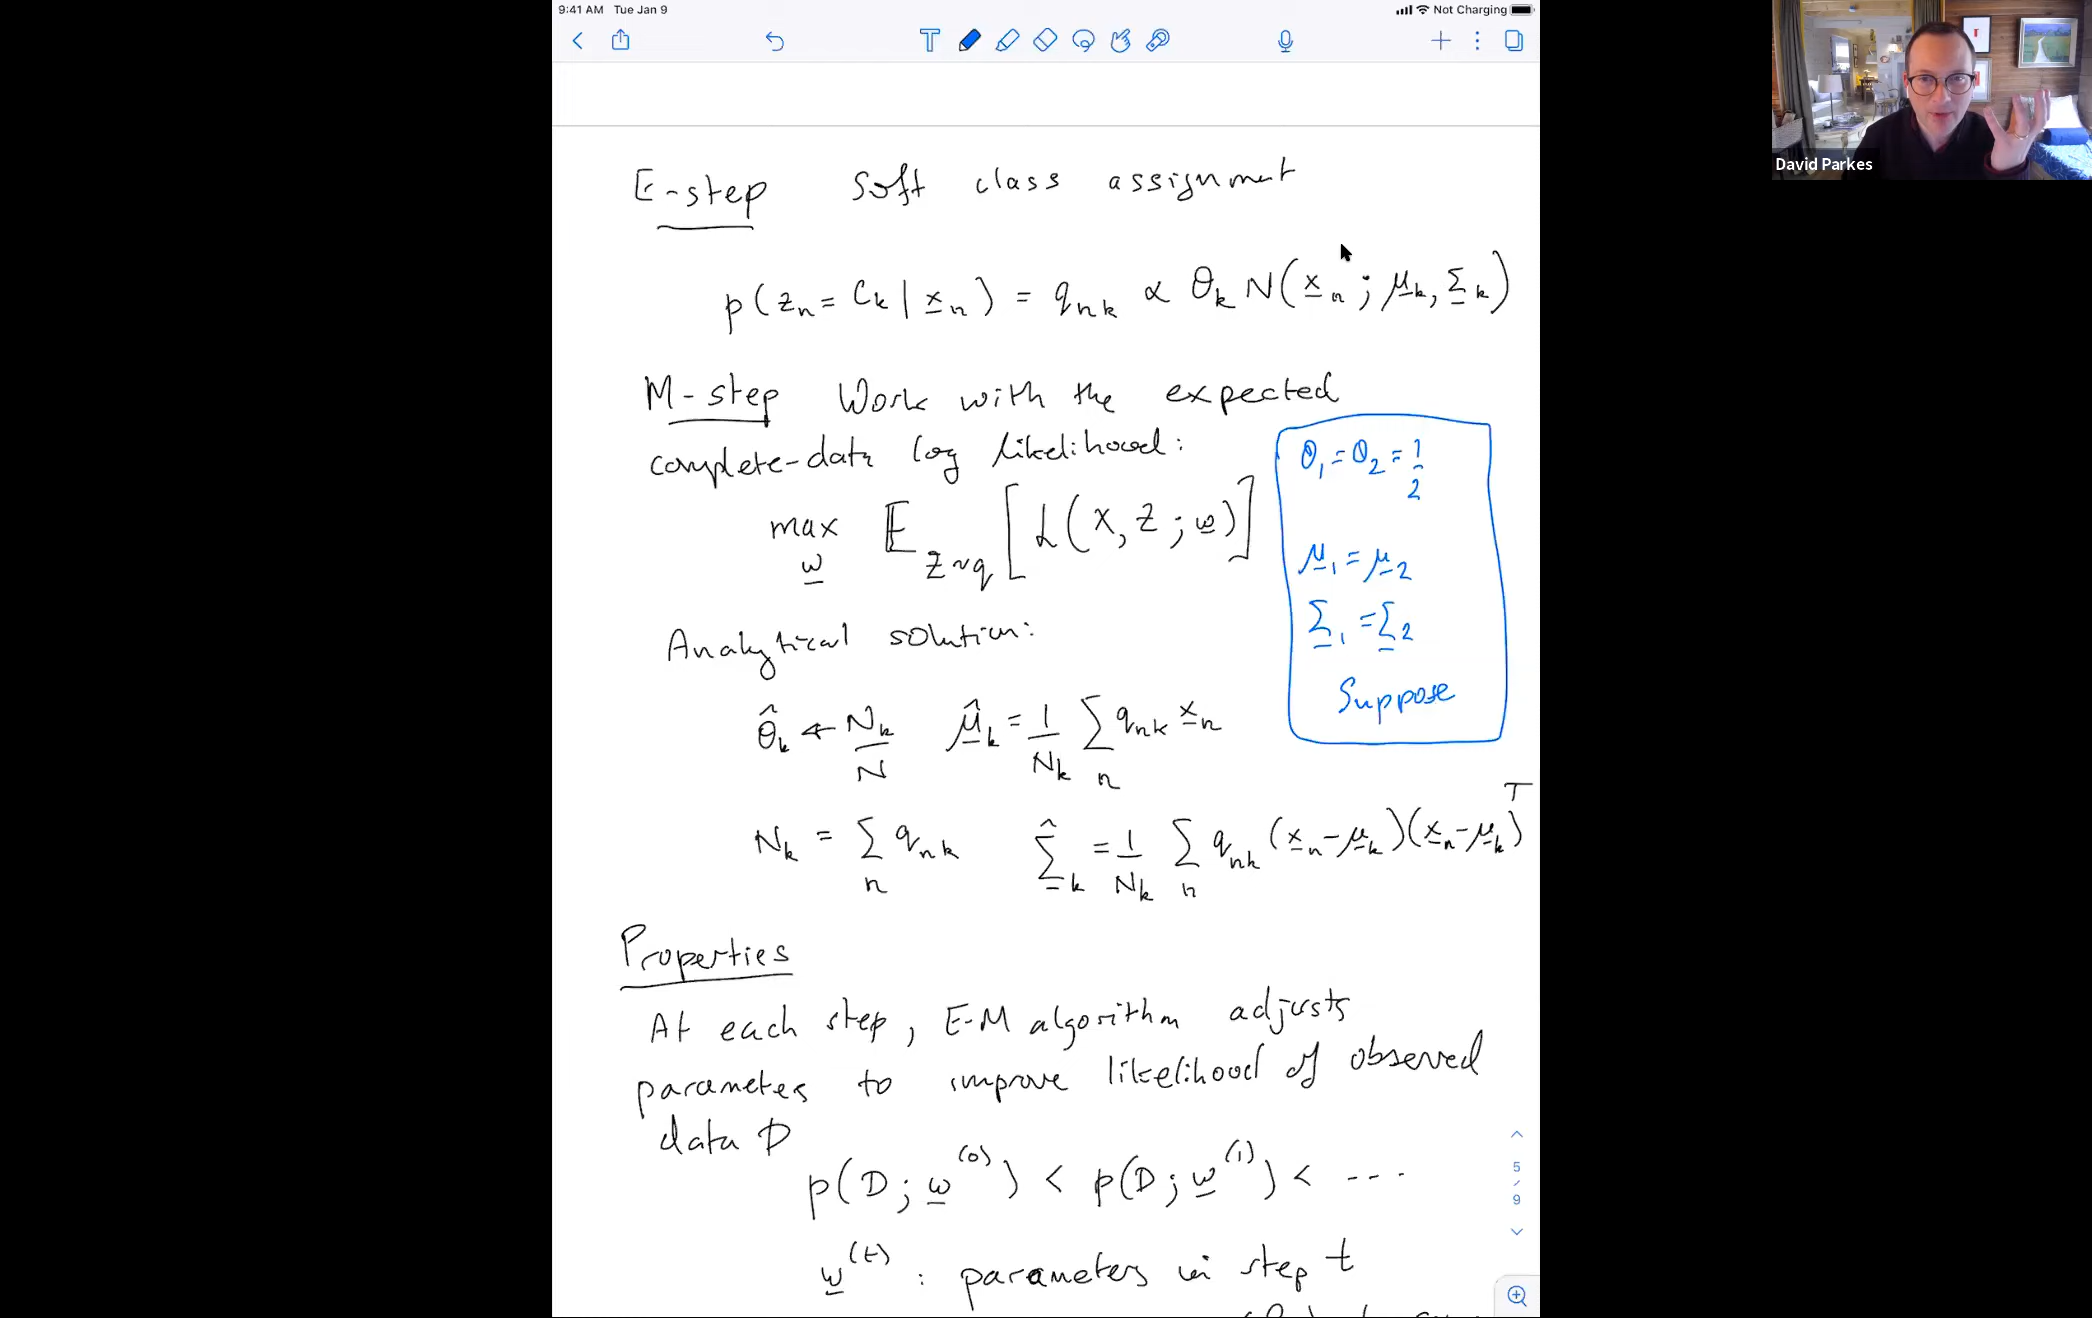 9:41 AM Tue Jan 9
Not Charging
David Parkes
E-step Soft class assignment
p(z_n = C_k | x_n) = q_nk ∝ θ_k N(x_n ; μ_k, Σ_k)
M-step Work with the expected
complete-data log likelihood:
max_w E_{Z~q} [L(X, Z ; w)]
θ_1 = θ_2 = 1/2
μ_1 = μ_2
Σ_1 = Σ_2
Suppose
Analytical solution:
θ̂_k ← N_k/N μ̂_k = 1/N_k Σ_n q_nk x_n
N_k = Σ_n q_nk Σ̂_k = 1/N_k Σ_n q_nk (x_n - μ_k)(x_n - μ_k)^T
Properties
At each step, E-M algorithm adjusts
parameters to improve likelihood of observed
data D
p(D; w^(0)) < p(D; w^(1)) < ----
w^(t) : parameters in step t
5
/
9